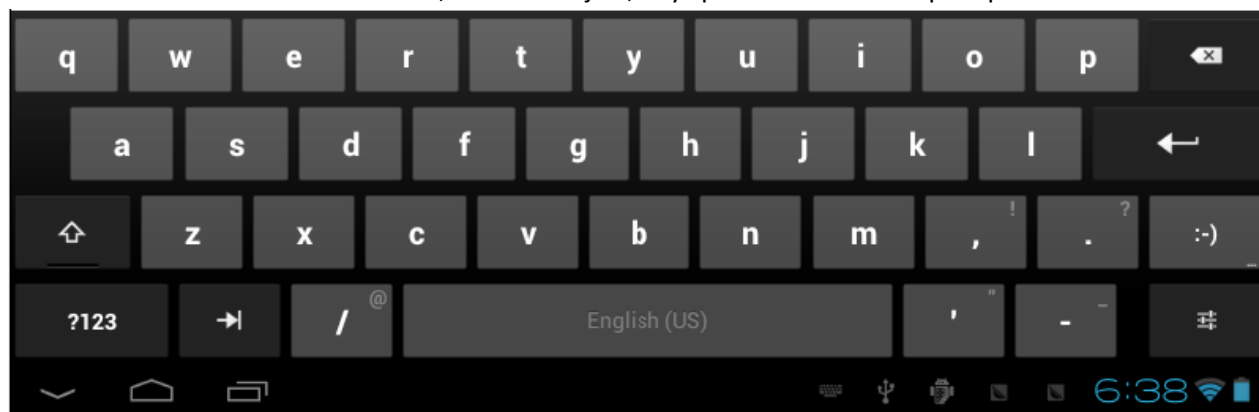 q w e r t y u i o p
a s d f g h j k l
z x c v b n m , ! . ? :-) ...
?123 / @ English (US) ' " - _
6:38